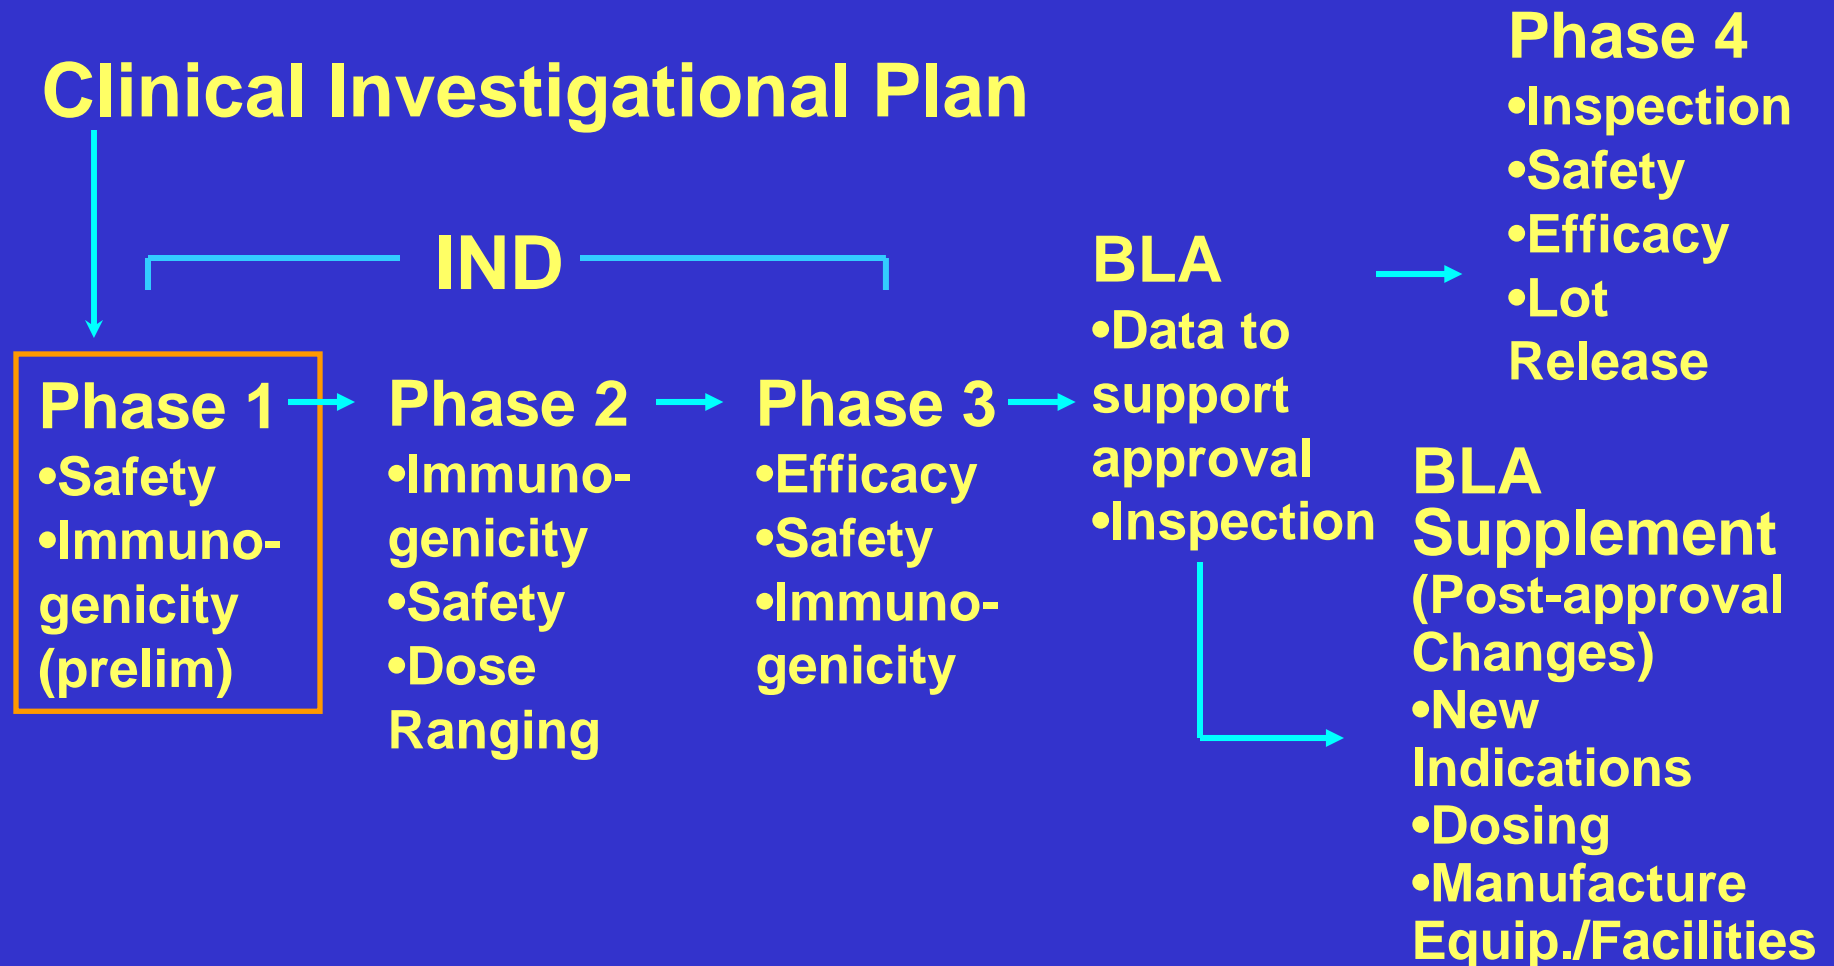 Clinical Investigational Plan
IND
Phase 1
•Safety
•Immuno-
genicity
(prelim)
Phase 2
•Immuno-
genicity
•Safety
•Dose
Ranging
Phase 3
•Efficacy
•Safety
•Immuno-
genicity
BLA
•Data to
support
approval
•Inspection
Phase 4
•Inspection
•Safety
•Efficacy
•Lot
Release
BLA
Supplement
(Post-approval
Changes)
•New
Indications
•Dosing
•Manufacture
Equip./Facilities